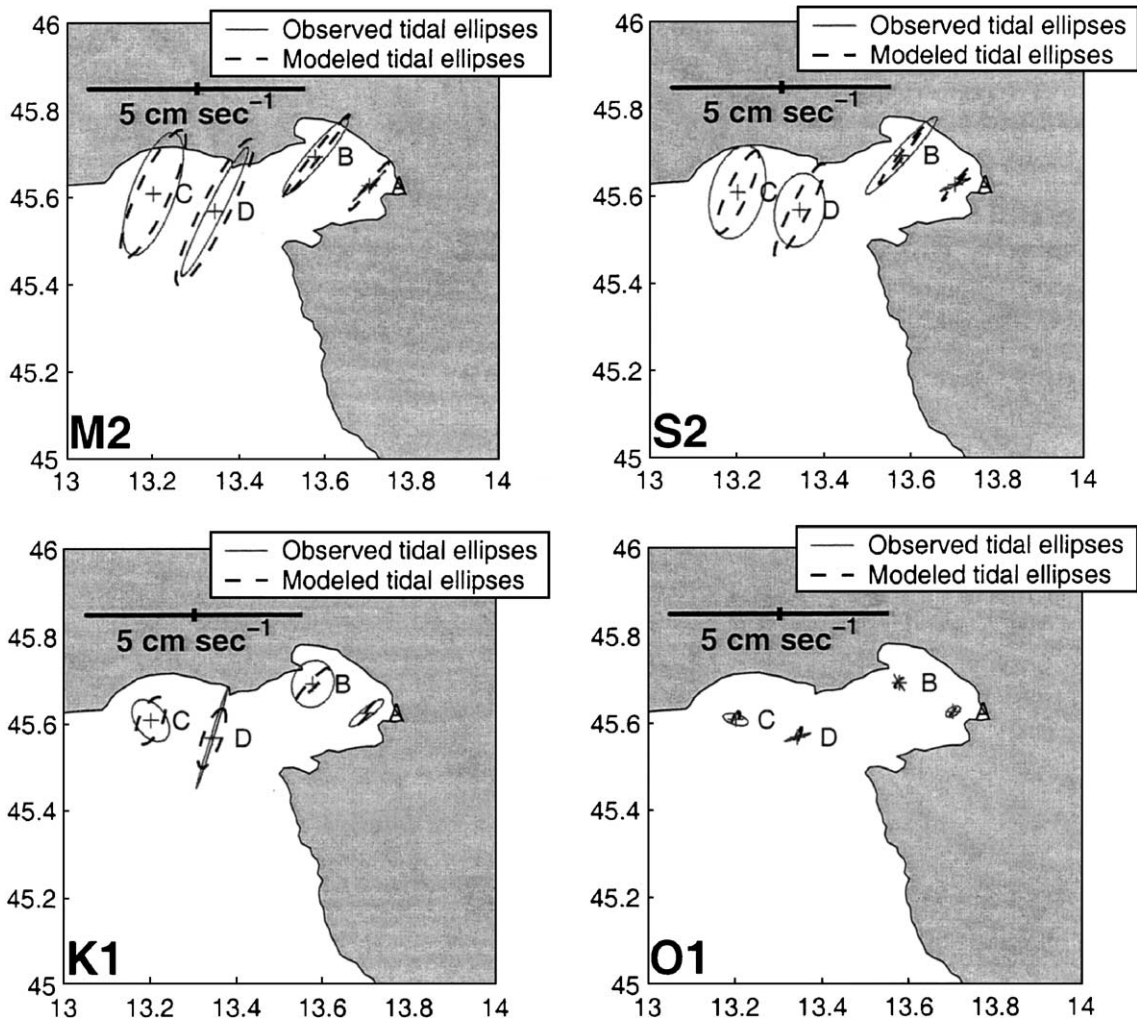 46
Observed tidal ellipses
Modeled tidal ellipses
45.8
5 cm sec⁻¹
45.6
C
D
B
A
45.4
45.2
M2
45
13 13.2 13.4 13.6 13.8 14
46
Observed tidal ellipses
Modeled tidal ellipses
45.8
5 cm sec⁻¹
45.6
C
D
B
A
45.4
45.2
S2
45
13 13.2 13.4 13.6 13.8 14
46
Observed tidal ellipses
Modeled tidal ellipses
45.8
5 cm sec⁻¹
45.6
C
D
B
A
45.4
45.2
K1
45
13 13.2 13.4 13.6 13.8 14
46
Observed tidal ellipses
Modeled tidal ellipses
45.8
5 cm sec⁻¹
45.6
C
D
B
A
45.4
45.2
O1
45
13 13.2 13.4 13.6 13.8 14